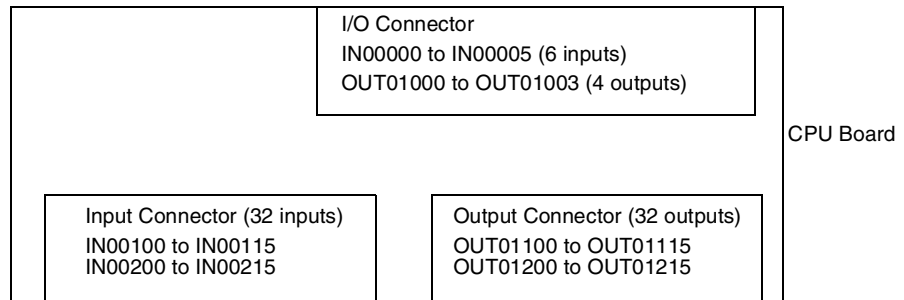 I/O Connector
IN00000 to IN00005 (6 inputs)
OUT01000 to OUT01003 (4 outputs)
CPU Board
Input Connector (32 inputs)
IN00100 to IN00115
IN00200 to IN00215
Output Connector (32 outputs)
OUT01100 to OUT01115
OUT01200 to OUT01215